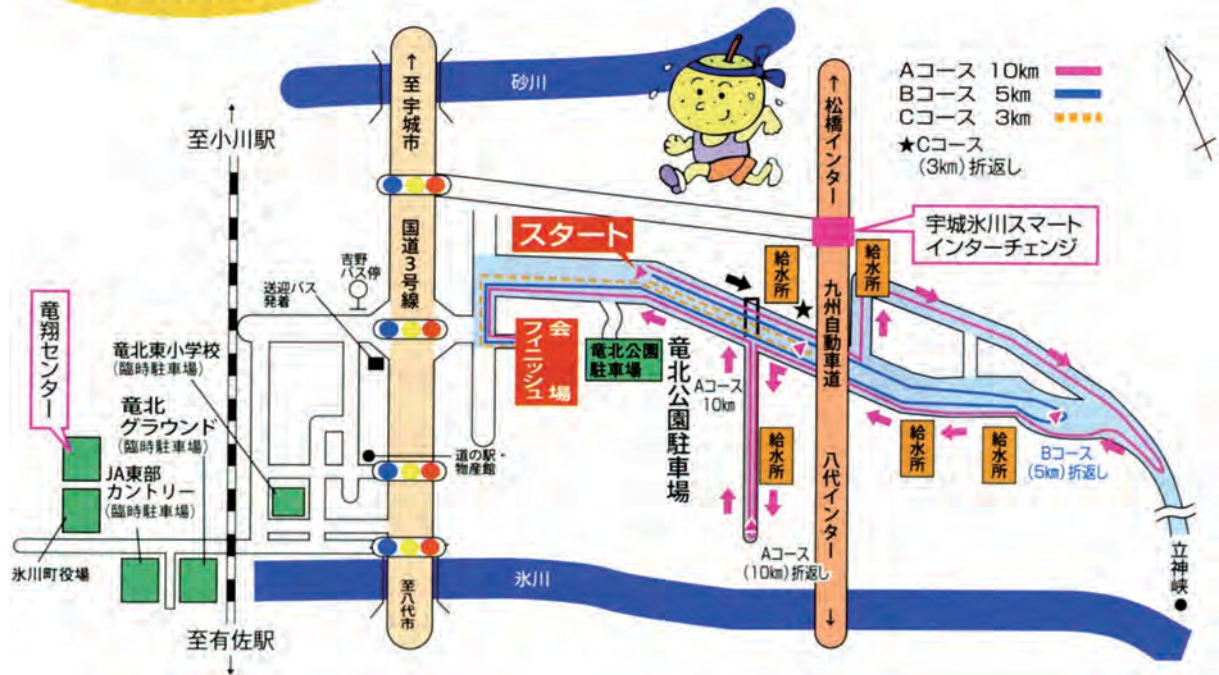 砂川
↑至宇城市
至小川駅
Aコース 10km
Bコース 5km
Cコース 3km
★Cコース
(3km)折返し
↑松橋インター
宇城氷川スマート
インターチェンジ
国道3号線
スタート
給水所
給水所
吉野
バス停
送迎バス
発着
九州自動車道
竜翔センター
竜北東小学校
(臨時駐車場)
会場
フィニッシュ
竜北公園
駐車場
竜北公園駐車場
Aコース
10km
竜北
グラウンド
(臨時駐車場)
道の駅・
物産館
給水所
給水所
給水所
Bコース
(5km)折返し
JA東部
カントリー
(臨時駐車場)
八代インター↓
Aコース
(10km)折返し
氷川町役場
氷川
至八代市
立神峡
至有佐駅